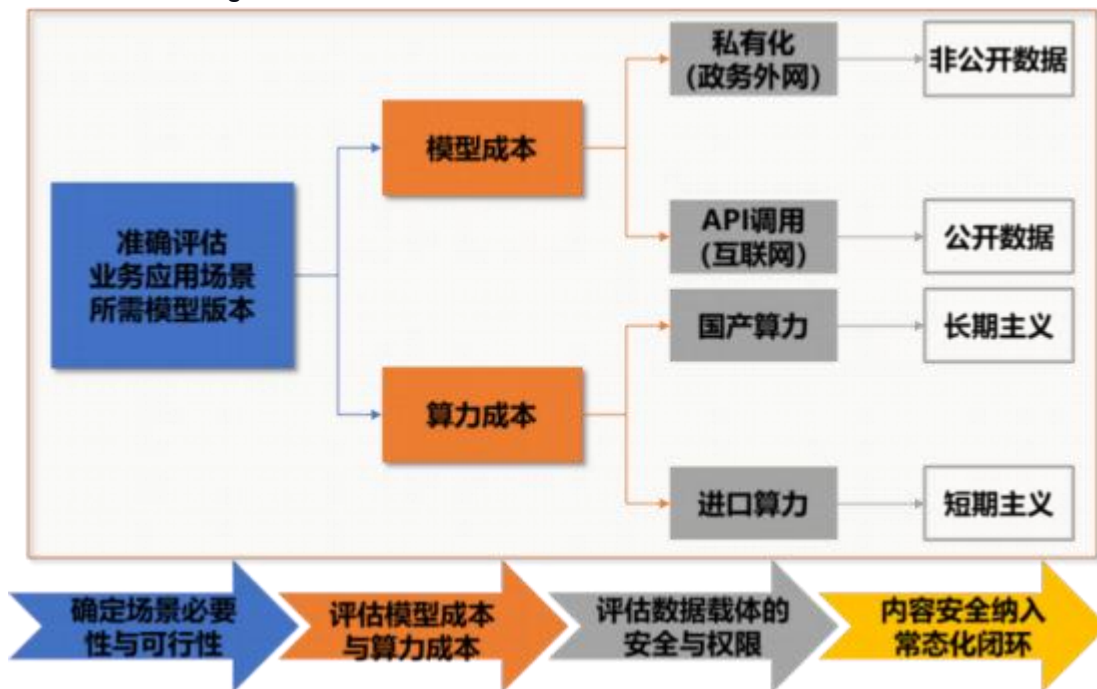 私有化
(政务外网)
非公开数据
模型成本
准确评估
业务应用场景
所需模型版本
API调用
(互联网)
公开数据
国产算力
长期主义
算力成本
进口算力
短期主义
确定场景必要
性与可行性
评估模型成本
与算力成本
评估数据载体的
安全与权限
内容安全纳入
常态化闭环